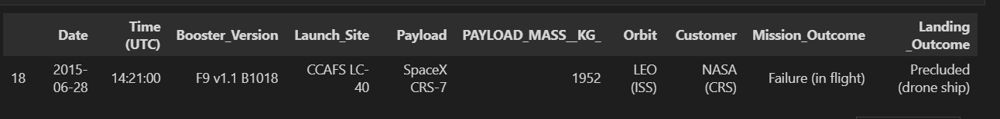 Date Time (UTC) Booster_Version Launch_Site Payload PAYLOAD_MASS__KG_ Orbit Customer Mission_Outcome Landing _Outcome
18 2015-06-28 14:21:00 F9 v1.1 B1018 CCAFS LC-40 SpaceX CRS-7 1952 LEO (ISS) NASA (CRS) Failure (in flight) Precluded (drone ship)